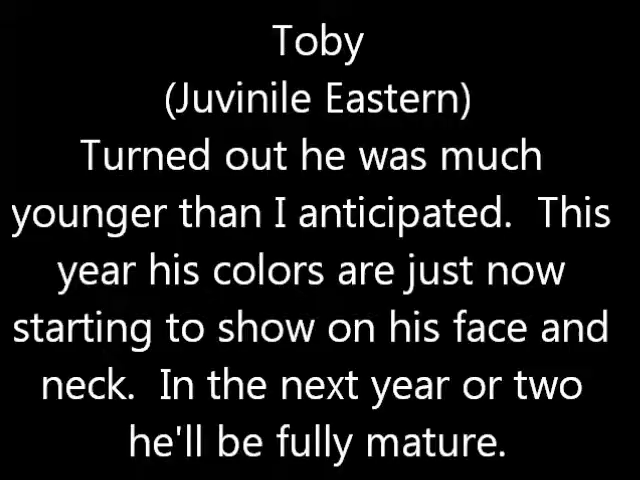 Toby
(Juvinile Eastern)
Turned out he was much
younger than I anticipated.  This
year his colors are just now
starting to show on his face and
neck.  In the next year or two
he'll be fully mature.